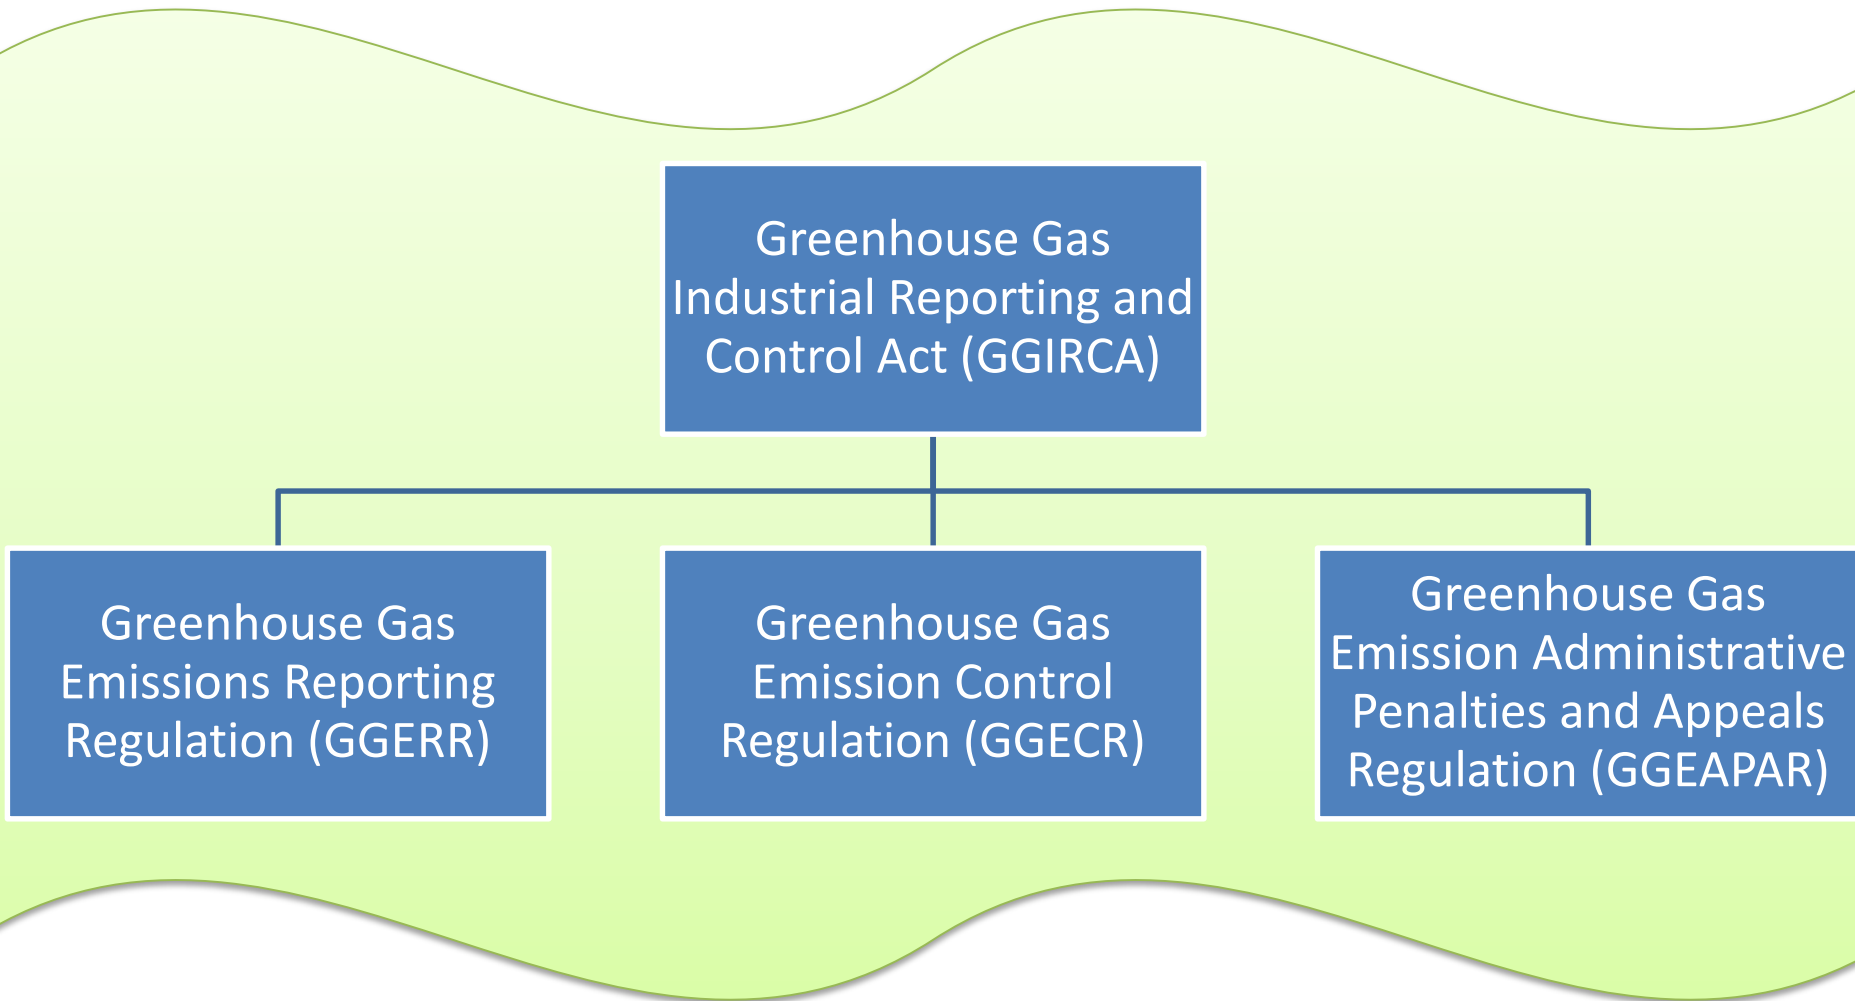 Greenhouse Gas
Industrial Reporting and
Control Act (GGIRCA)
Greenhouse Gas
Emissions Reporting
Regulation (GGERR)
Greenhouse Gas
Emission Control
Regulation (GGECR)
Greenhouse Gas
Emission Administrative
Penalties and Appeals
Regulation (GGEAPAR)